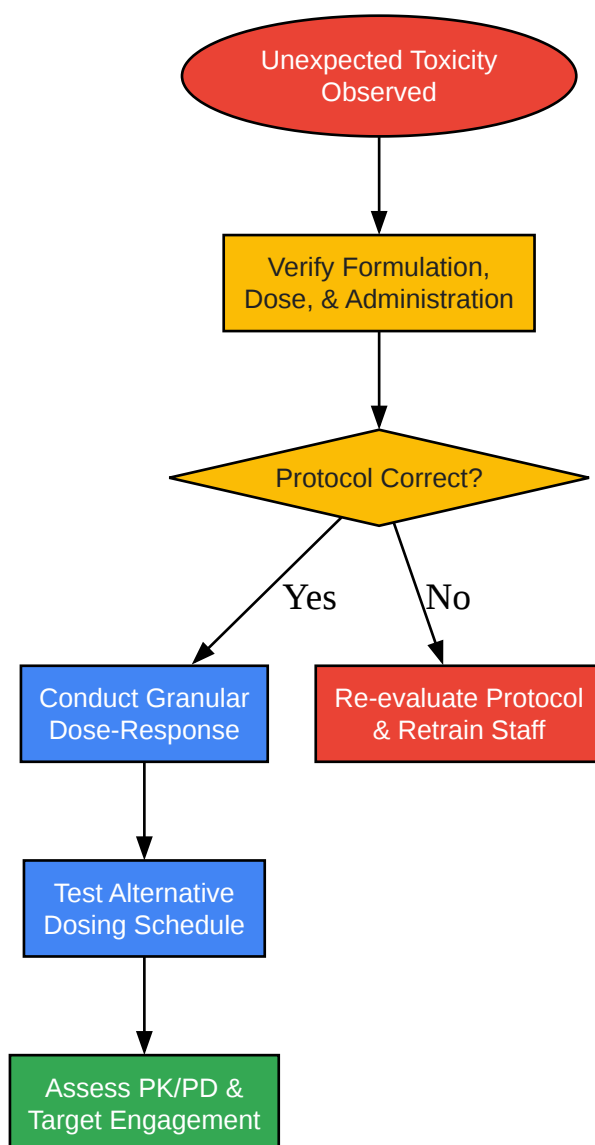 Unexpected Toxicity
Observed
Verify Formulation,
Dose, & Administration
Protocol Correct?
Yes
No
Conduct Granular
Dose-Response
Re-evaluate Protocol
& Retrain Staff
Test Alternative
Dosing Schedule
Assess PK/PD &
Target Engagement